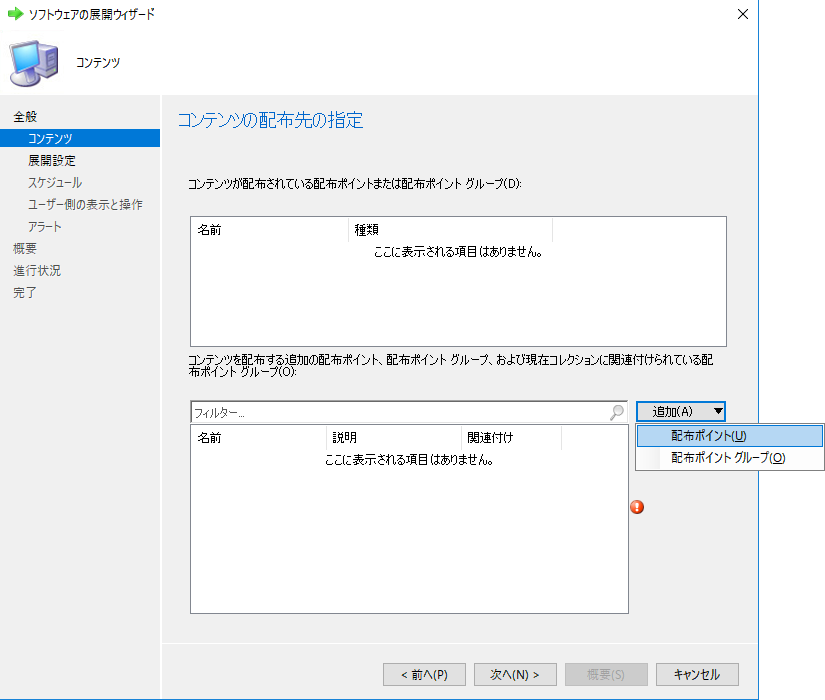 ソフトウェアの展開ウィザード
コンテンツ
全般
コンテンツ
展開設定
スケジュール
ユーザー側の表示と操作
アラート
概要
進行状況
完了
コンテンツの配布先の指定
コンテンツが配布されている配布ポイントまたは配布ポイント グループ(D):
名前 種類
ここに表示される項目はありません。
コンテンツを配布する追加の配布ポイント、配布ポイント グループ、および現在コレクションに関連付けられている配
布ポイント グループ(O):
フィルター...
追加(A)
配布ポイント(U)
配布ポイント グループ(O)
名前 説明 関連付け
ここに表示される項目はありません。
< 前へ(P) 次へ(N) > 概要(S) キャンセル